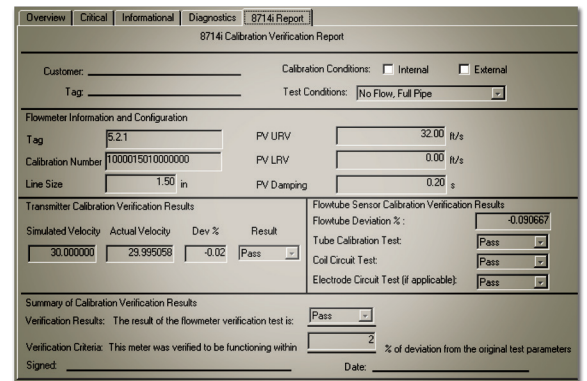 Overview Critical Informational Diagnostics 8714i Report
8714i Calibration Verification Report
Customer: Calibration Conditions: Internal External
Tag: Test Conditions: No Flow, Full Pipe
Flowmeter Information and Configuration
Tag 5.2.1 PV URV 32.00 ft/s
Calibration Number 1000015010000000 PV LRV 0.00 ft/s
Line Size 1.50 in PV Damping 0.20 s
Transmitter Calibration Verification Results
Simulated Velocity Actual Velocity Dev % Result
30.000000 29.995058 -0.02 Pass
Flowtube Sensor Calibration Verification Results
Flowtube Deviation % : -0.090667
Tube Calibration Test: Pass
Coil Circuit Test: Pass
Electrode Circuit Test (if applicable): Pass
Summary of Calibration Verification Results
Verification Results: The result of the flowmeter verification test is: Pass
Verification Criteria: This meter was verified to be functioning within 2 % of deviation from the original test parameters
Signed: Date: